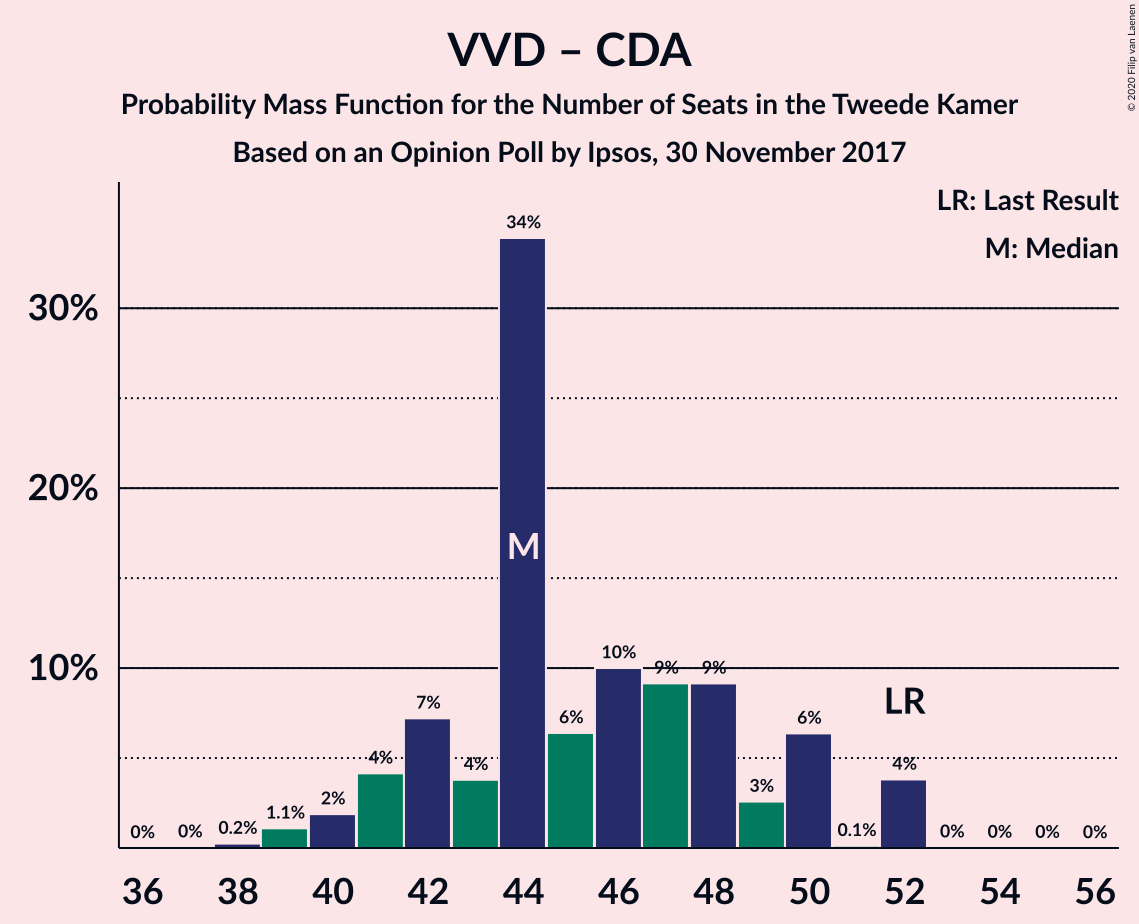 VVD – CDA
Probability Mass Function for the Number of Seats in the Tweede Kamer
Based on an Opinion Poll by Ipsos, 30 November 2017
© 2020 Filip van Laenen
LR: Last Result
M: Median
30%
20%
10%
0%
0%
0.2%
1.1%
2%
4%
7%
4%
34%
M
6%
10%
9%
9%
3%
6%
0.1%
LR
4%
0%
0%
0%
0%
36 38 40 42 44 46 48 50 52 54 56